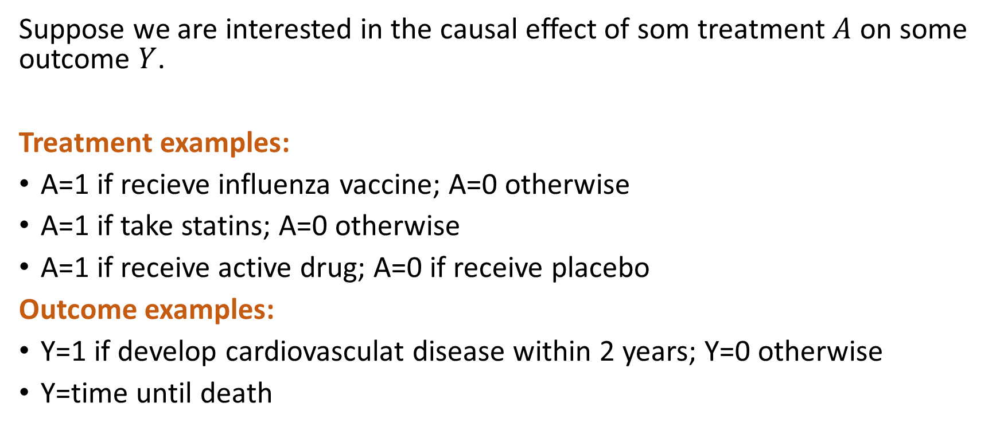 Suppose we are interested in the causal effect of som treatment A on some
outcome Y.
Treatment examples:
• A=1 if recieve influenza vaccine; A=0 otherwise
• A=1 if take statins; A=0 otherwise
• A=1 if receive active drug; A=0 if receive placebo
Outcome examples:
• Y=1 if develop cardiovasculat disease within 2 years; Y=0 otherwise
• Y=time until death